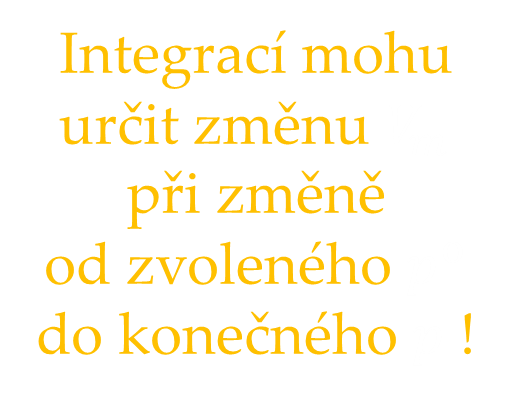 Integrací mohu
určit změnu
při změně
od zvoleného
do konečného !